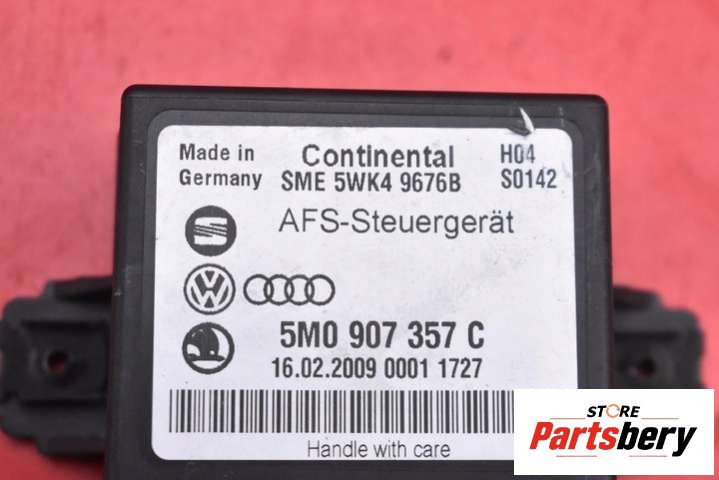 Made in
Germany
Continental
SME 5WK4 9676B
H04
S0142
AFS-Steuergerät
5M0 907 357 C
16.02.2009 0001 1727
Handle with care
STORE
Partsbery